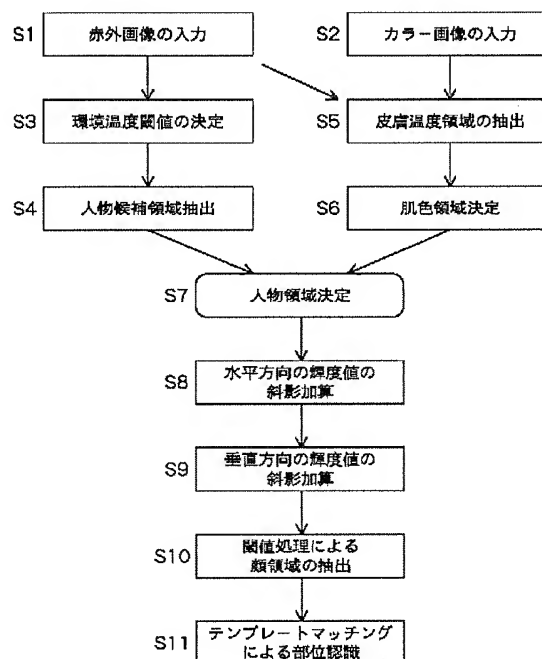 S1 赤外画像の入力
S2 カラー画像の入力
S3 環境温度閾値の決定
S5 皮膚温度領域の抽出
S4 人物候補領域抽出
S6 肌色領域決定
S7 人物領域決定
S8 水平方向の輝度値の
斜影加算
S9 垂直方向の輝度値の
斜影加算
S10 閾値処理による
顔領域の抽出
S11 テンプレートマッチング
による部位認識